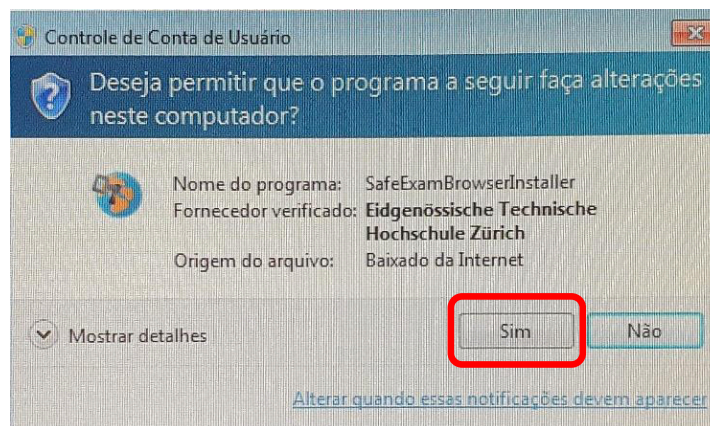 Controle de Conta de Usuário
Deseja permitir que o programa a seguir faça alterações
neste computador?
Nome do programa: SafeExamBrowserInstaller
Fornecedor verificado: Eidgenössische Technische
Hochschule Zürich
Origem do arquivo: Baixado da Internet
Mostrar detalhes
Sim
Não
Alterar quando essas notificações devem aparecer